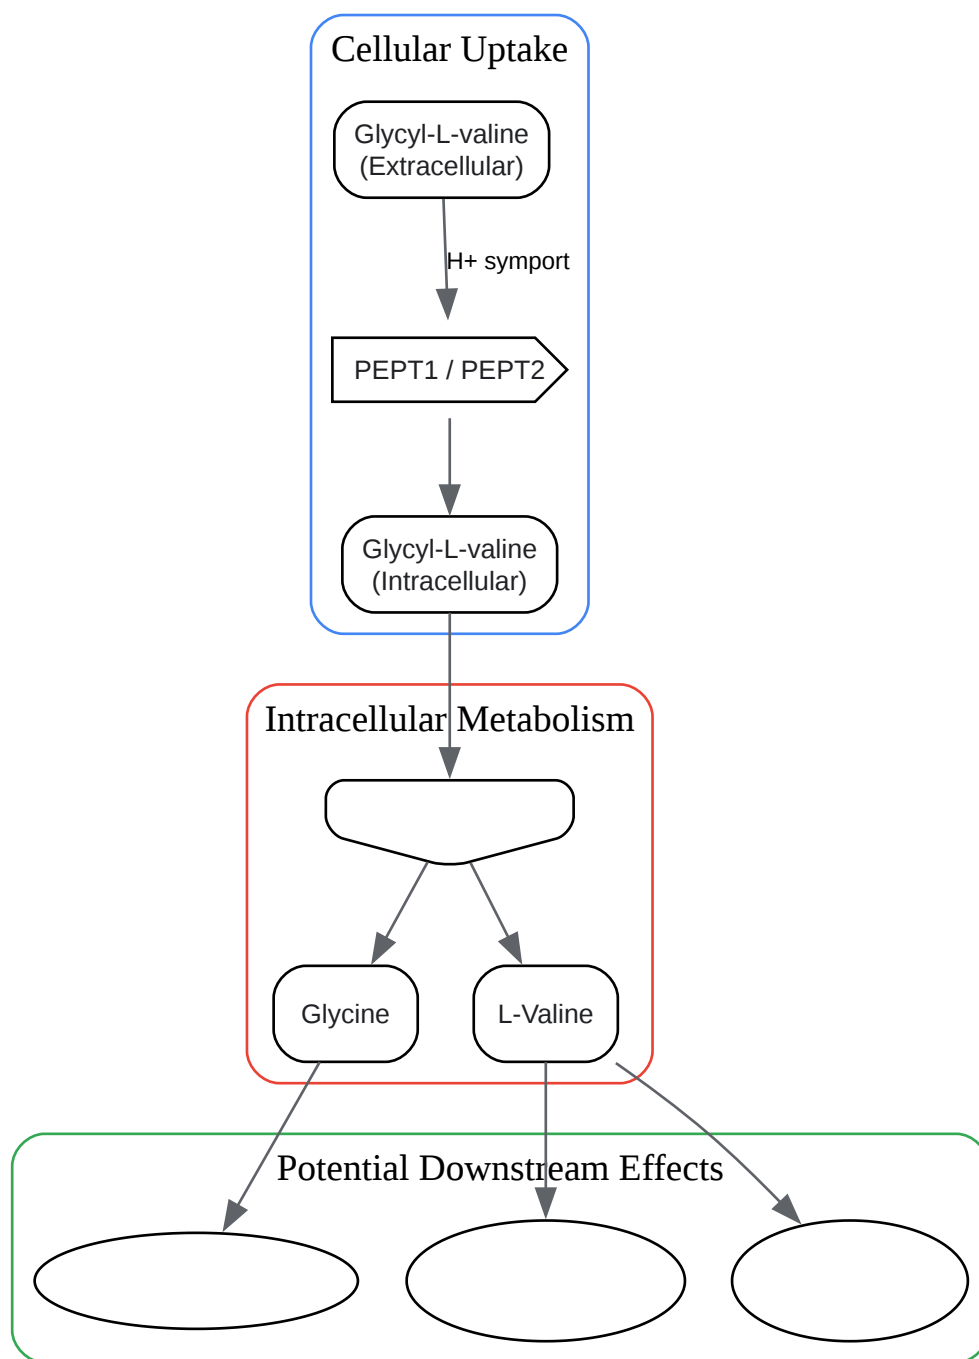 Cellular Uptake
Glycyl-L-valine
(Extracellular)
H+ symport
PEPT1 / PEPT2
Glycyl-L-valine
(Intracellular)
Intracellular Metabolism
Glycine
L-Valine
Potential Downstream Effects